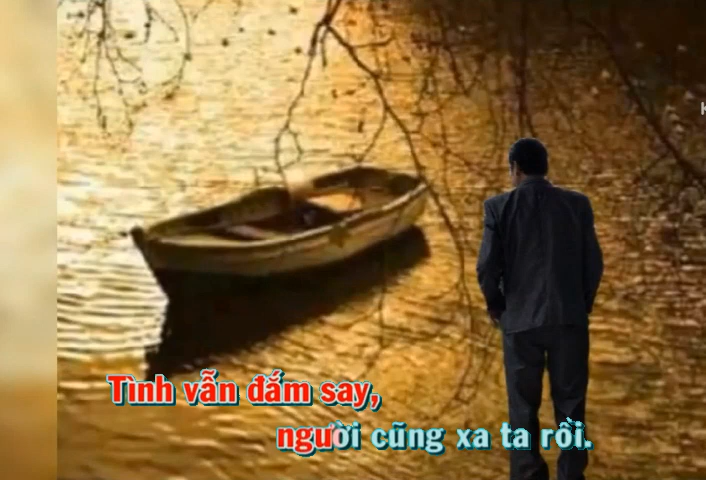 Tình vẫn đắm say,
người cũng xa ta rồi.
K